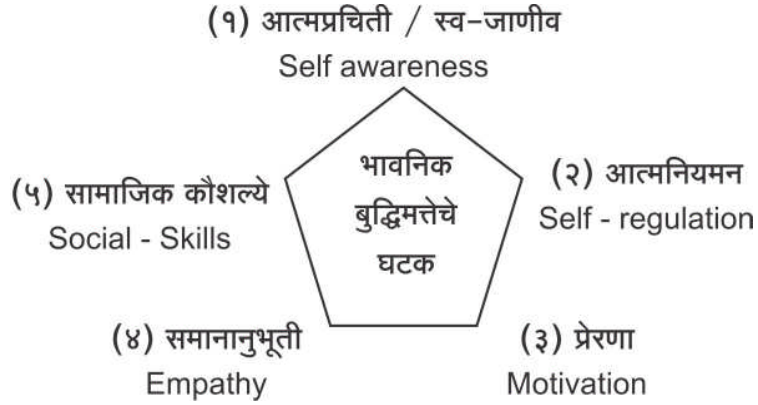 (१) आत्मप्रचिती / स्व-जाणीव
Self awareness
(२) आत्मनियमन
Self - regulation
(३) प्रेरणा
Motivation
(४) समानानुभूती
Empathy
(५) सामाजिक कौशल्ये
Social - Skills
भावनिक
बुद्धिमत्तेचे
घटक